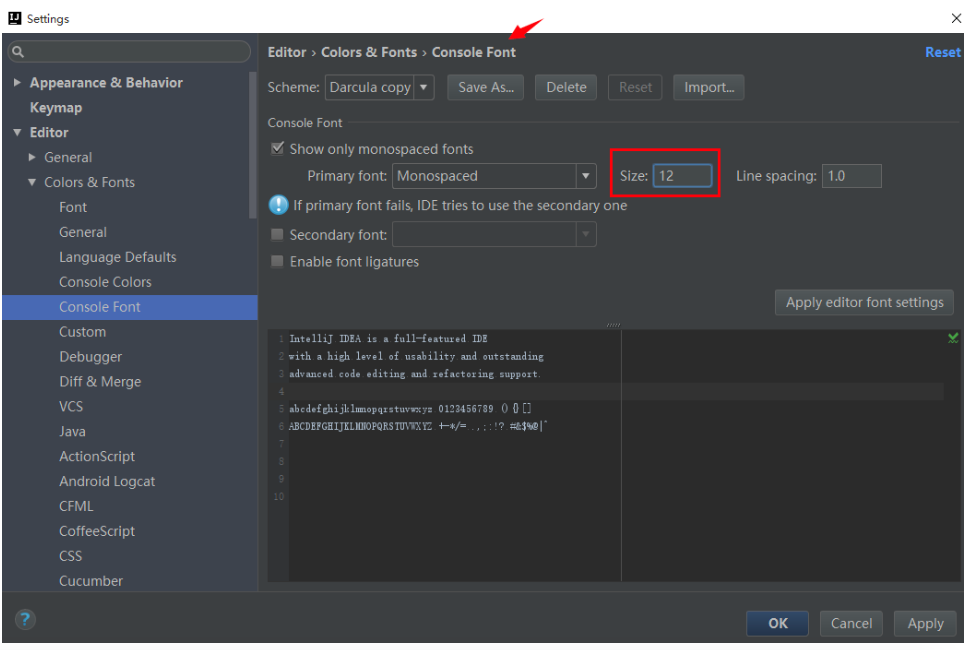 Settings
Editor › Colors & Fonts › Console Font
Reset
Appearance & Behavior
Keymap
Editor
General
Colors & Fonts
Font
General
Language Defaults
Console Colors
Console Font
Custom
Debugger
Diff & Merge
VCS
Java
ActionScript
Android Logcat
CFML
CoffeeScript
CSS
Cucumber
Scheme: Darcula copy Save As... Delete Reset Import...
Console Font
Show only monospaced fonts
Primary font: Monospaced Size: 12 Line spacing: 1.0
If primary font fails, IDE tries to use the secondary one
Secondary font:
Enable font ligatures
Apply editor font settings
1 IntelliJ IDEA is a full-featured IDE
2 with a high level of usability and outstanding
3 advanced code editing and refactoring support.
4
5 abcdefghijklmnopqrstuvwxyz 0123456789 () {} []
6 ABCDEFGHIJKLMNOPQRSTUVWXYZ +-*/= .,;:!? #&$%@|^
7
8
9
10
? OK Cancel Apply